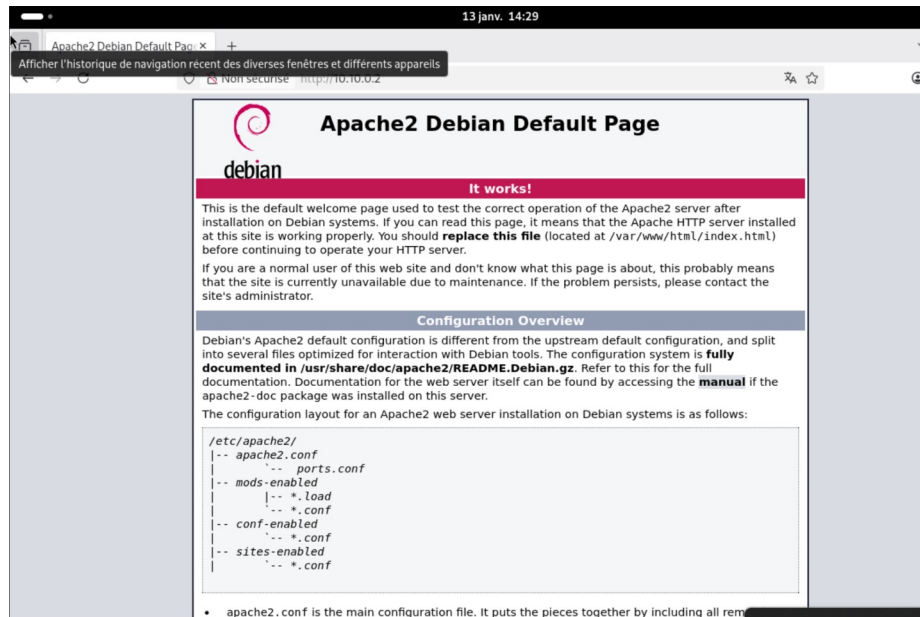 13 janv. 14:29
Apache2 Debian Default Pag
Afficher l'historique de navigation récent des diverses fenêtres et différents appareils
Non sécurisé http://10.10.0.2
debian
Apache2 Debian Default Page
It works!
This is the default welcome page used to test the correct operation of the Apache2 server after
installation on Debian systems. If you can read this page, it means that the Apache HTTP server installed
at this site is working properly. You should replace this file (located at /var/www/html/index.html)
before continuing to operate your HTTP server.
If you are a normal user of this web site and don't know what this page is about, this probably means
that the site is currently unavailable due to maintenance. If the problem persists, please contact the
site's administrator.
Configuration Overview
Debian's Apache2 default configuration is different from the upstream default configuration, and split
into several files optimized for interaction with Debian tools. The configuration system is fully
documented in /usr/share/doc/apache2/README.Debian.gz. Refer to this for the full
documentation. Documentation for the web server itself can be found by accessing the manual if the
apache2-doc package was installed on this server.
The configuration layout for an Apache2 web server installation on Debian systems is as follows:
/etc/apache2/
|-- apache2.conf
|       `--  ports.conf
|-- mods-enabled
|       |-- *.load
|       `-- *.conf
|-- conf-enabled
|       `-- *.conf
|-- sites-enabled
|       `-- *.conf
• apache2.conf is the main configuration file. It puts the pieces together by including all rem